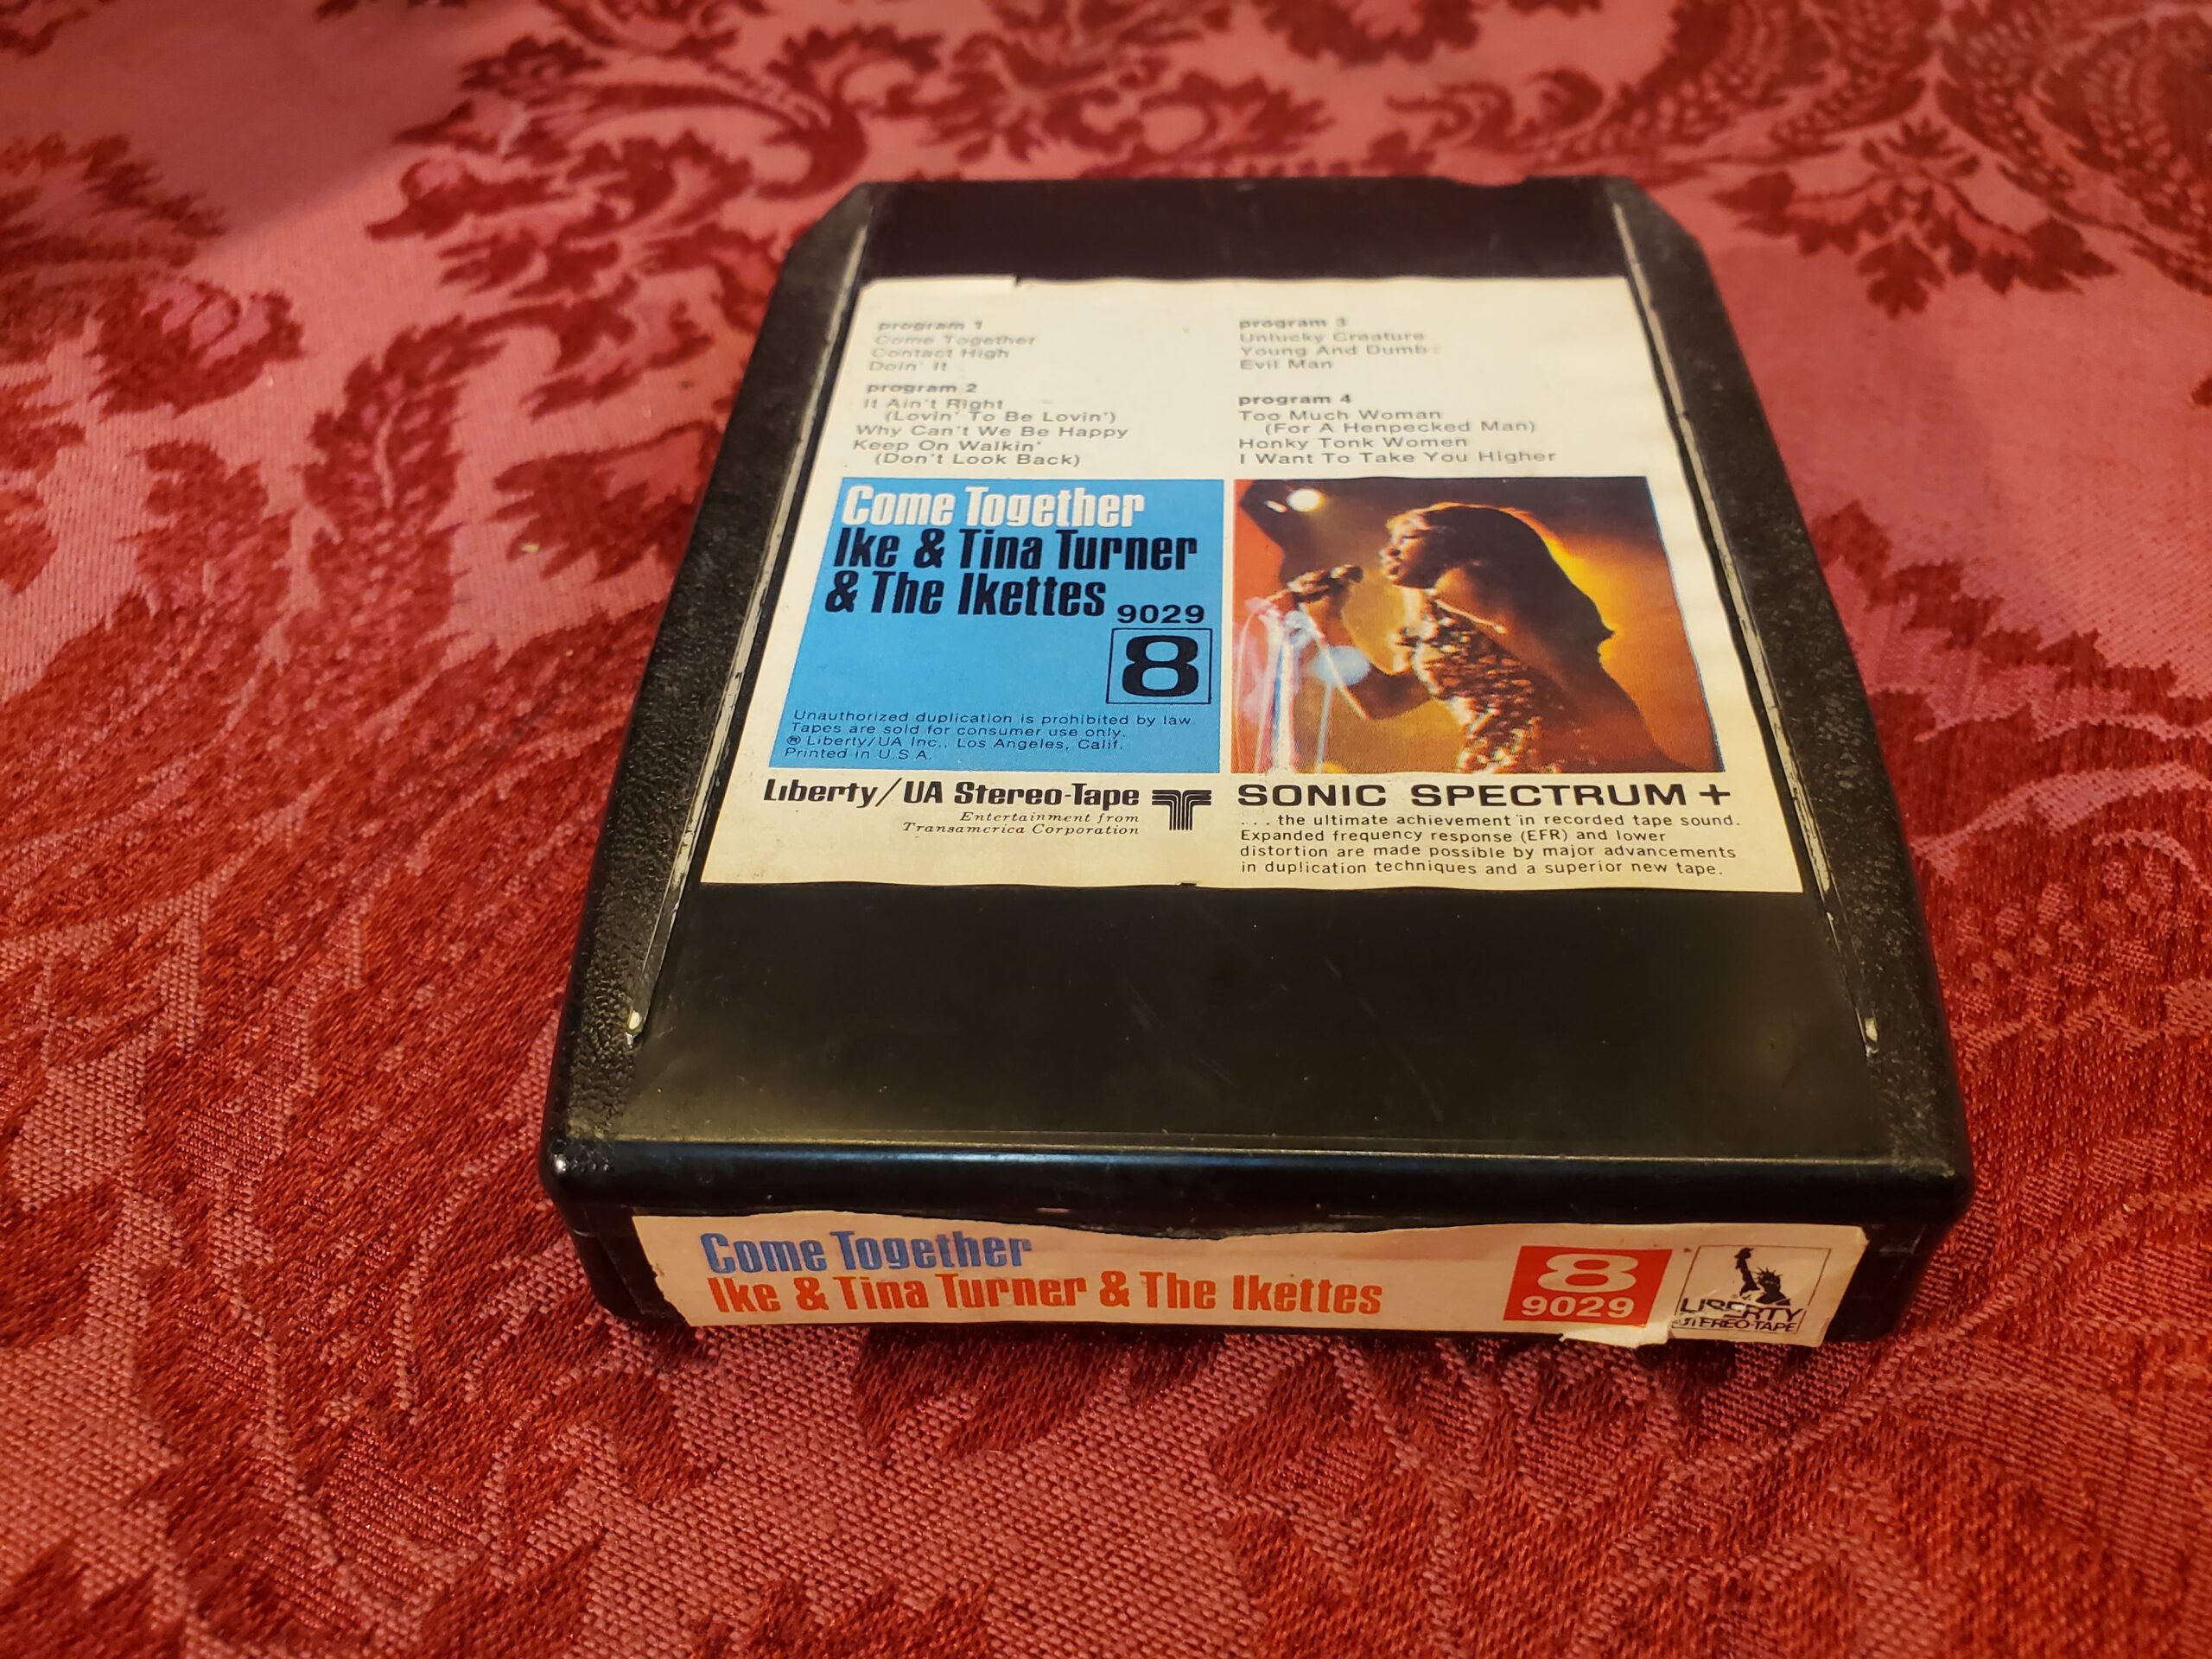 program 1
Come Together
Contact High
Doin' It
program 2
It Ain't Right
(Lovin' To Be Lovin')
Why Can't We Be Happy
Keep On Walkin'
(Don't Look Back)
program 3
Unlucky Creature
Young And Dumb
Evil Man
program 4
Too Much Woman
(For A Henpecked Man)
Honky Tonk Women
I Want To Take You Higher
Come Together
Ike & Tina Turner
& The Ikettes
9029
8
Unauthorized duplication is prohibited by law.
Tapes are sold for consumer use only.
℗ Liberty/UA Inc., Los Angeles, Calif.
Printed in U.S.A.
Liberty/UA Stereo-Tape
Entertainment from
Transamerica Corporation
SONIC SPECTRUM +
. . . the ultimate achievement in recorded tape sound.
Expanded frequency response (EFR) and lower
distortion are made possible by major advancements
in duplication techniques and a superior new tape.
Come Together
Ike & Tina Turner & The Ikettes
8
9029
LIBERTY
STEREO-TAPE